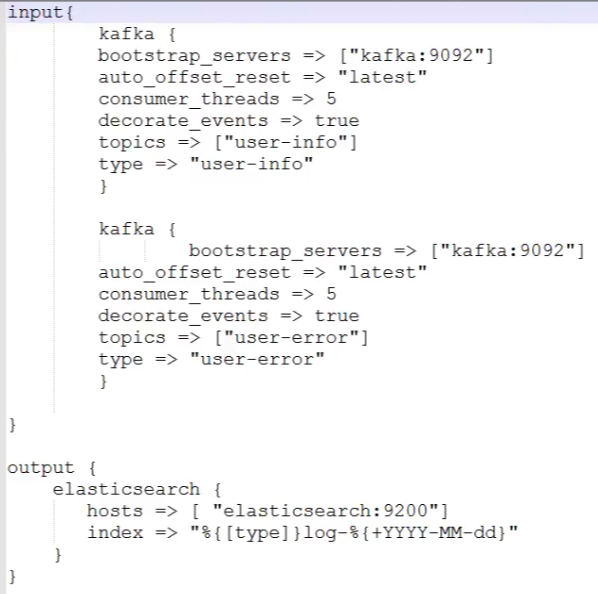 input{
kafka {
bootstrap_servers => ["kafka:9092"]
auto_offset_reset => "latest"
consumer_threads => 5
decorate_events => true
topics => ["user-info"]
type => "user-info"
}
kafka {
bootstrap_servers => ["kafka:9092"]
auto_offset_reset => "latest"
consumer_threads => 5
decorate_events => true
topics => ["user-error"]
type => "user-error"
}
}
output {
elasticsearch {
hosts => [ "elasticsearch:9200"]
index => "%{[type]}log-%{+YYYY-MM-dd}"
}
}